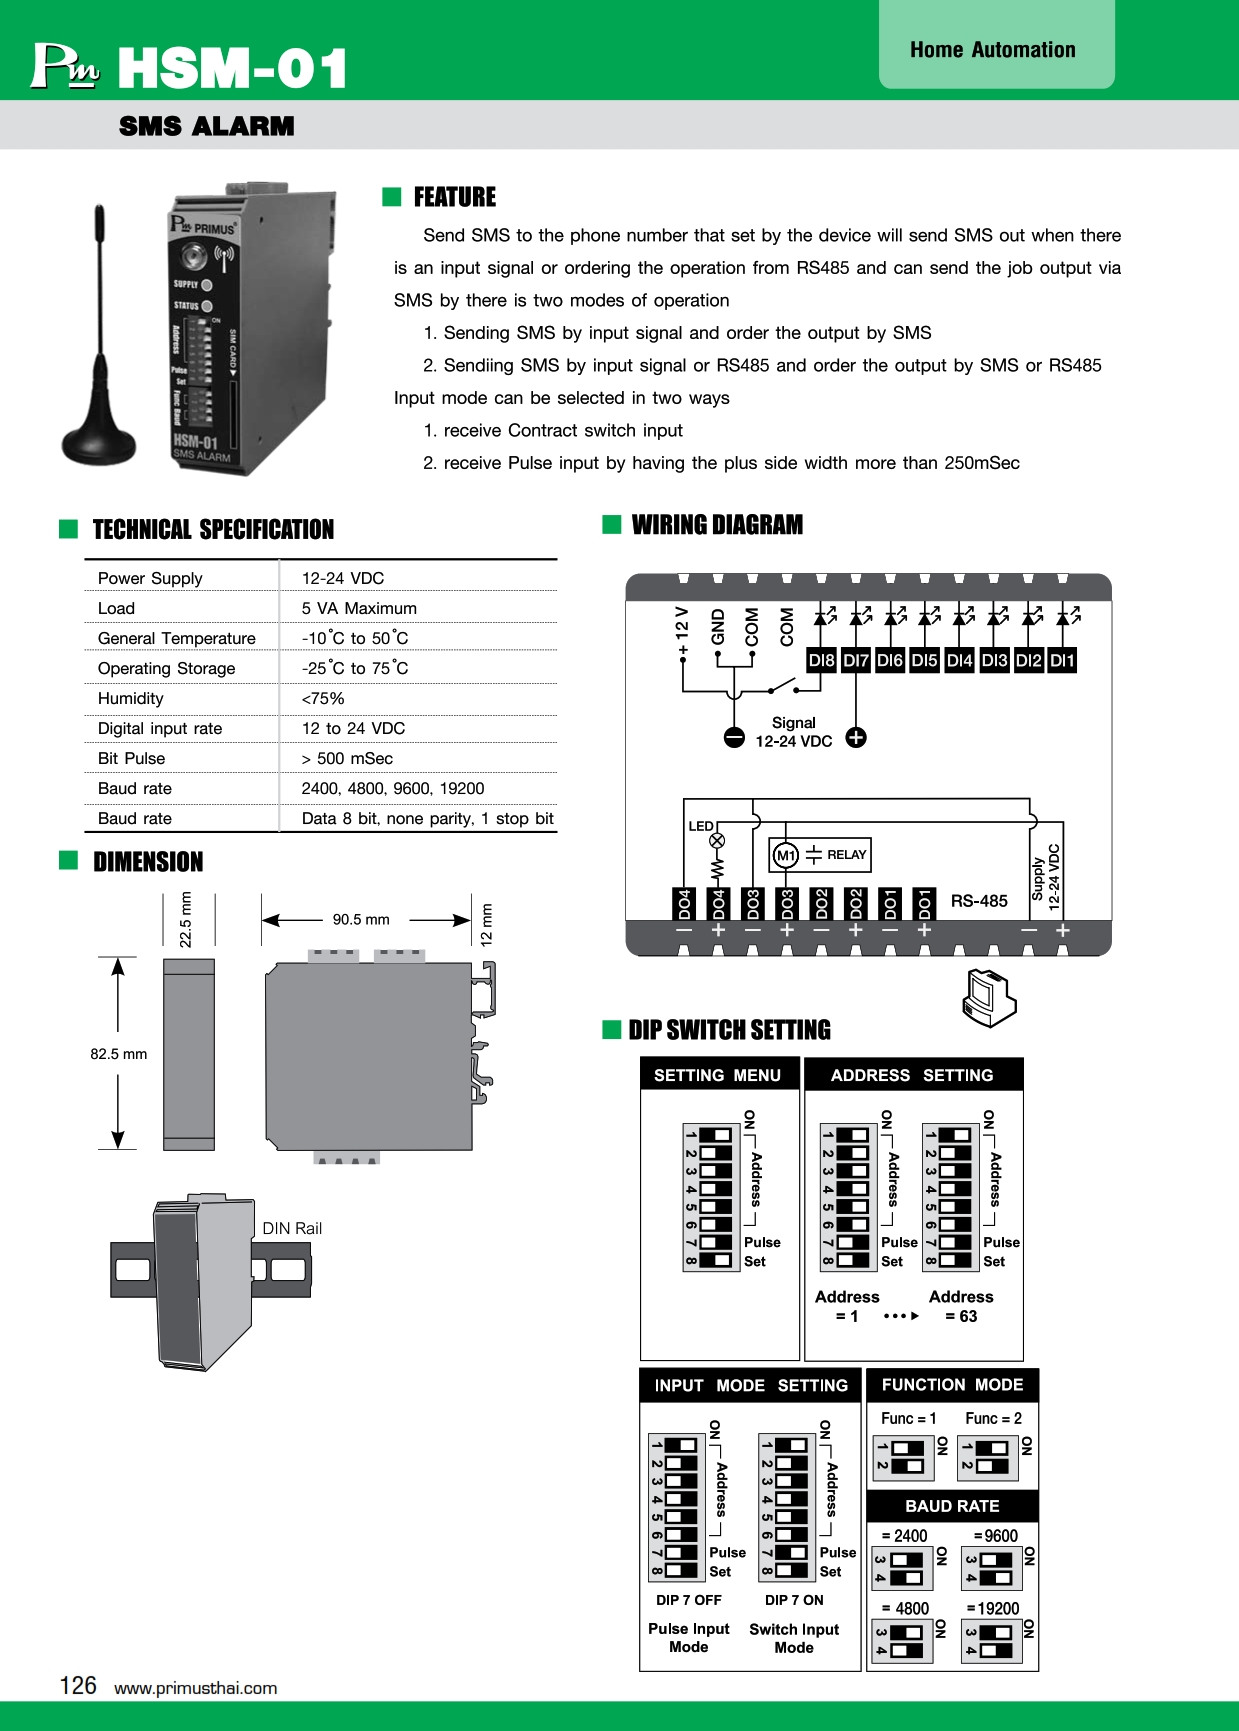 Pm HSM-01
Home Automation
SMS ALARM
Pm PRIMUS®
SUPPLY
STATUS
ON
Address
SIM CARD
Pulse
Set
Func Baud
HSM-01
SMS ALARM
FEATURE
Send SMS to the phone number that set by the device will send SMS out when there
is an input signal or ordering the operation from RS485 and can send the job output via
SMS by there is two modes of operation
1. Sending SMS by input signal and order the output by SMS
2. Sendiing SMS by input signal or RS485 and order the output by SMS or RS485
Input mode can be selected in two ways
1. receive Contract switch input
2. receive Pulse input by having the plus side width more than 250mSec
TECHNICAL SPECIFICATION
Power Supply 12-24 VDC
Load 5 VA Maximum
General Temperature -10˚C to 50˚C
Operating Storage -25˚C to 75˚C
Humidity <75%
Digital input rate 12 to 24 VDC
Bit Pulse > 500 mSec
Baud rate 2400, 4800, 9600, 19200
Baud rate Data 8 bit, none parity, 1 stop bit
WIRING DIAGRAM
+ 12 V GND COM COM
DI8 DI7 DI6 DI5 DI4 DI3 DI2 DI1
Signal
− 12-24 VDC +
LED
M1 RELAY
Supply
12-24 VDC
DO4 DO4 DO3 DO3 DO2 DO2 DO1 DO1 RS-485
− + − + − + − + − +
DIMENSION
22.5 mm
90.5 mm
12 mm
82.5 mm
DIN Rail
DIP SWITCH SETTING
SETTING MENU
ON
1
2
3
4
5
6
7
8
Address
Pulse
Set
ADDRESS SETTING
ON
1
2
3
4
5
6
7
8
Address
Pulse
Set
Address
= 1
ON
1
2
3
4
5
6
7
8
Address
Pulse
Set
Address
= 63
INPUT MODE SETTING
ON
1
2
3
4
5
6
7
8
Address
Pulse
Set
DIP 7 OFF
Pulse Input
Mode
ON
1
2
3
4
5
6
7
8
Address
Pulse
Set
DIP 7 ON
Switch Input
Mode
FUNCTION MODE
Func = 1 Func = 2
1 ON 1 ON
2 2
BAUD RATE
= 2400 = 9600
3 ON 3 ON
4 4
= 4800 = 19200
3 ON 3 ON
4 4
126 www.primusthai.com